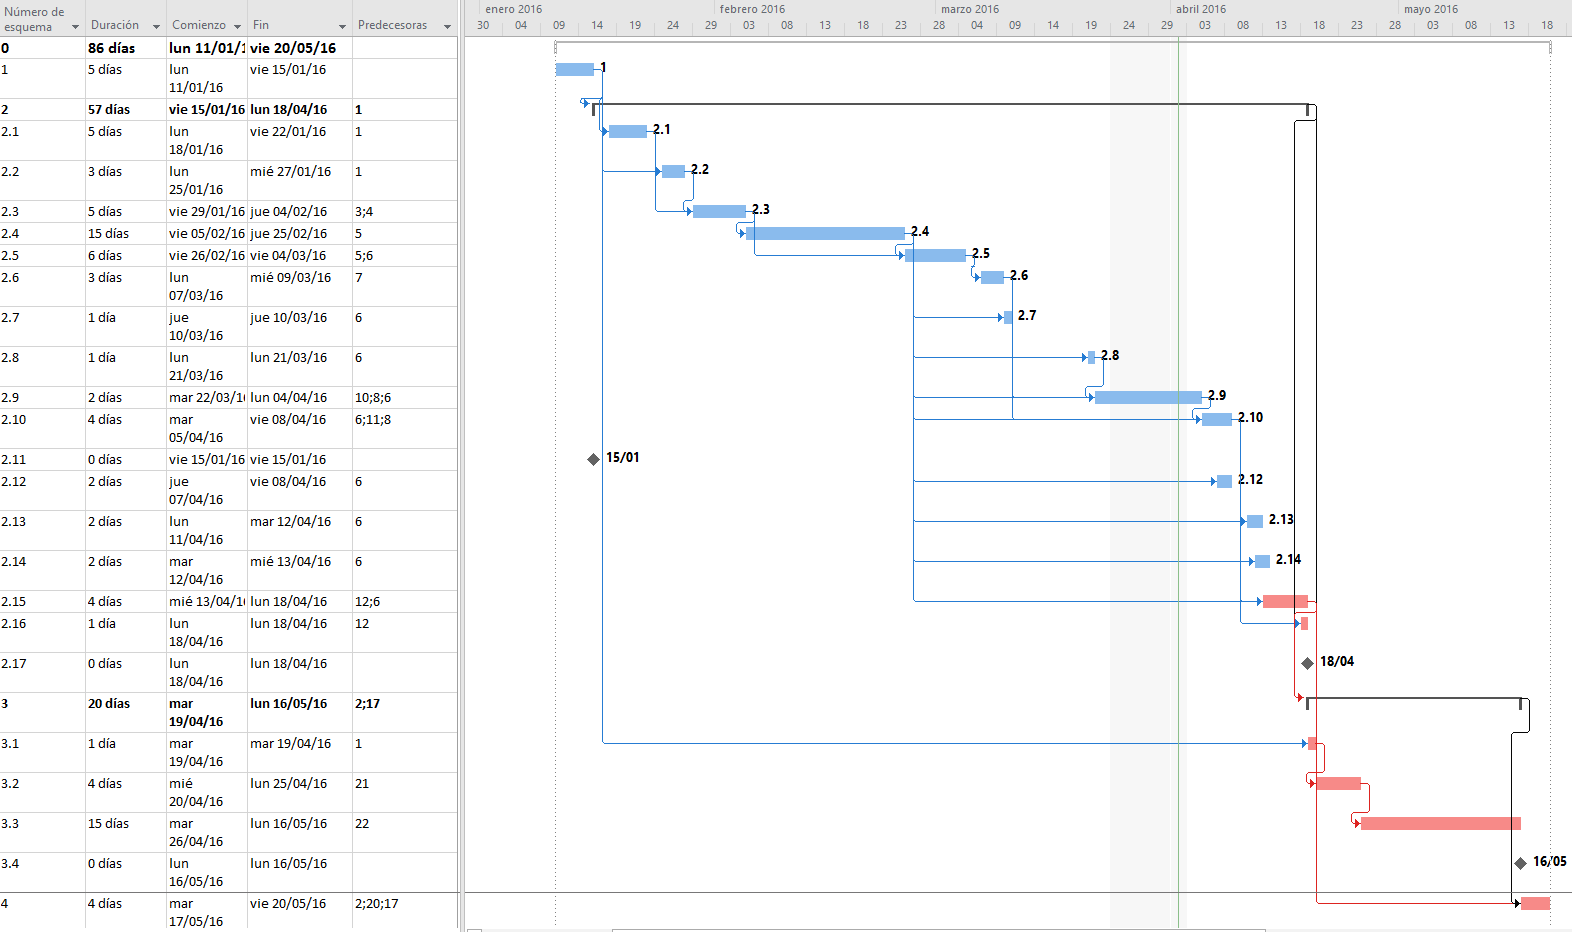 Número de esquema Duración Comienzo Fin Predecesoras
enero 2016 febrero 2016 marzo 2016 abril 2016 mayo 2016
30 04 09 14 19 24 29 03 08 13 18 23 28 04 09 14 19 24 29 03 08 13 18 23 28 03 08 13 18
0 86 días lun 11/01/1 vie 20/05/16
1 5 días lun 11/01/16 vie 15/01/16
1
2 57 días vie 15/01/16 lun 18/04/16 1
2.1 5 días lun 18/01/16 vie 22/01/16 1
2.1
2.2 3 días lun 25/01/16 mié 27/01/16 1
2.2
2.3 5 días vie 29/01/16 jue 04/02/16 3;4
2.3
2.4 15 días vie 05/02/16 jue 25/02/16 5
2.4
2.5 6 días vie 26/02/16 vie 04/03/16 5;6
2.5
2.6 3 días lun 07/03/16 mié 09/03/16 7
2.6
2.7 1 día jue 10/03/16 jue 10/03/16 6
2.7
2.8 1 día lun 21/03/16 lun 21/03/16 6
2.8
2.9 2 días mar 22/03/1 lun 04/04/16 10;8;6
2.9
2.10 4 días mar 05/04/16 vie 08/04/16 6;11;8
2.10
2.11 0 días vie 15/01/16 vie 15/01/16
15/01
2.12 2 días jue 07/04/16 vie 08/04/16 6
2.12
2.13 2 días lun 11/04/16 mar 12/04/16 6
2.13
2.14 2 días mar 12/04/16 mié 13/04/16 6
2.14
2.15 4 días mié 13/04/1 lun 18/04/16 12;6
2.16 1 día lun 18/04/16 lun 18/04/16 12
2.17 0 días lun 18/04/16 lun 18/04/16
18/04
3 20 días mar 19/04/16 lun 16/05/16 2;17
3.1 1 día mar 19/04/16 mar 19/04/16 1
3.2 4 días mié 20/04/16 lun 25/04/16 21
3.3 15 días mar 26/04/16 lun 16/05/16 22
3.4 0 días lun 16/05/16 lun 16/05/16
16/05
4 4 días mar 17/05/16 vie 20/05/16 2;20;17